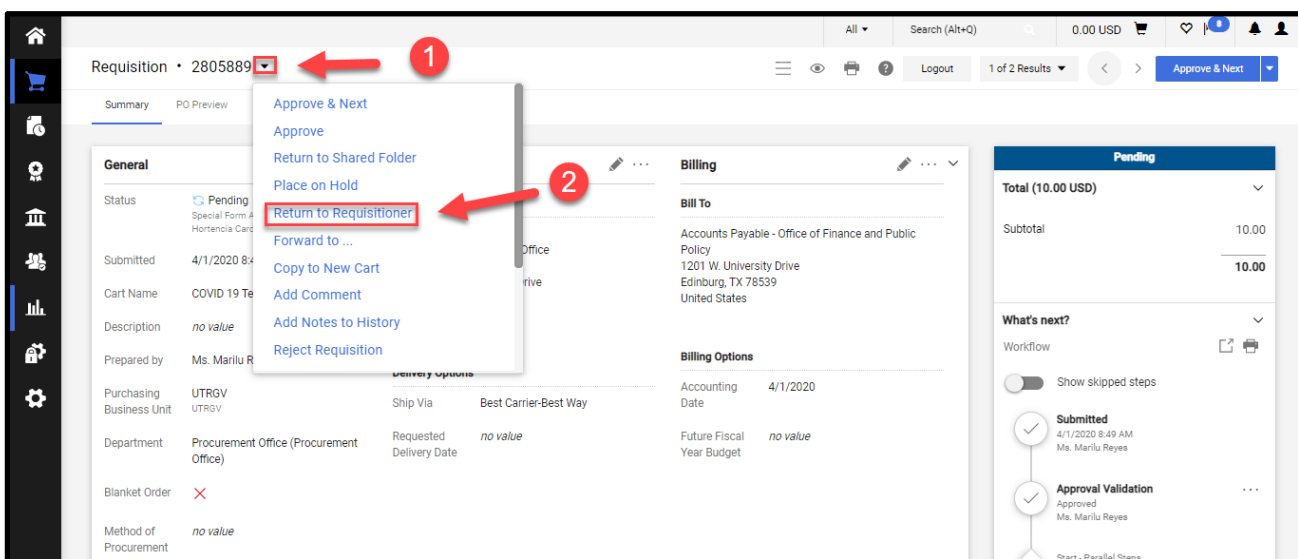 All
Search (Alt+Q)
0.00 USD
Requisition • 2805889
1
Logout
1 of 2 Results
Approve & Next
Summary
PO Preview
Approve & Next
Approve
Return to Shared Folder
Place on Hold
Return to Requisitioner
Forward to ...
Copy to New Cart
Add Comment
Add Notes to History
Reject Requisition
2
General
Status
Pending
Special Form A
Hortencia Card
Submitted
4/1/2020 8:4
Cart Name
COVID 19 Te
Description
no value
Prepared by
Ms. Marilu R
Purchasing
Business Unit
UTRGV
UTRGV
Department
Procurement Office (Procurement
Office)
Blanket Order
Method of
Procurement
no value
Office
rive
Delivery Options
Ship Via
Best Carrier-Best Way
Requested
Delivery Date
no value
Billing
Bill To
Accounts Payable - Office of Finance and Public
Policy
1201 W. University Drive
Edinburg, TX 78539
United States
Billing Options
Accounting
Date
4/1/2020
Future Fiscal
Year Budget
no value
Pending
Total (10.00 USD)
Subtotal
10.00
10.00
What's next?
Workflow
Show skipped steps
Submitted
4/1/2020 8:49 AM
Ms. Marilu Reyes
Approval Validation
Approved
Ms. Marilu Reyes
Start - Parallel Steps